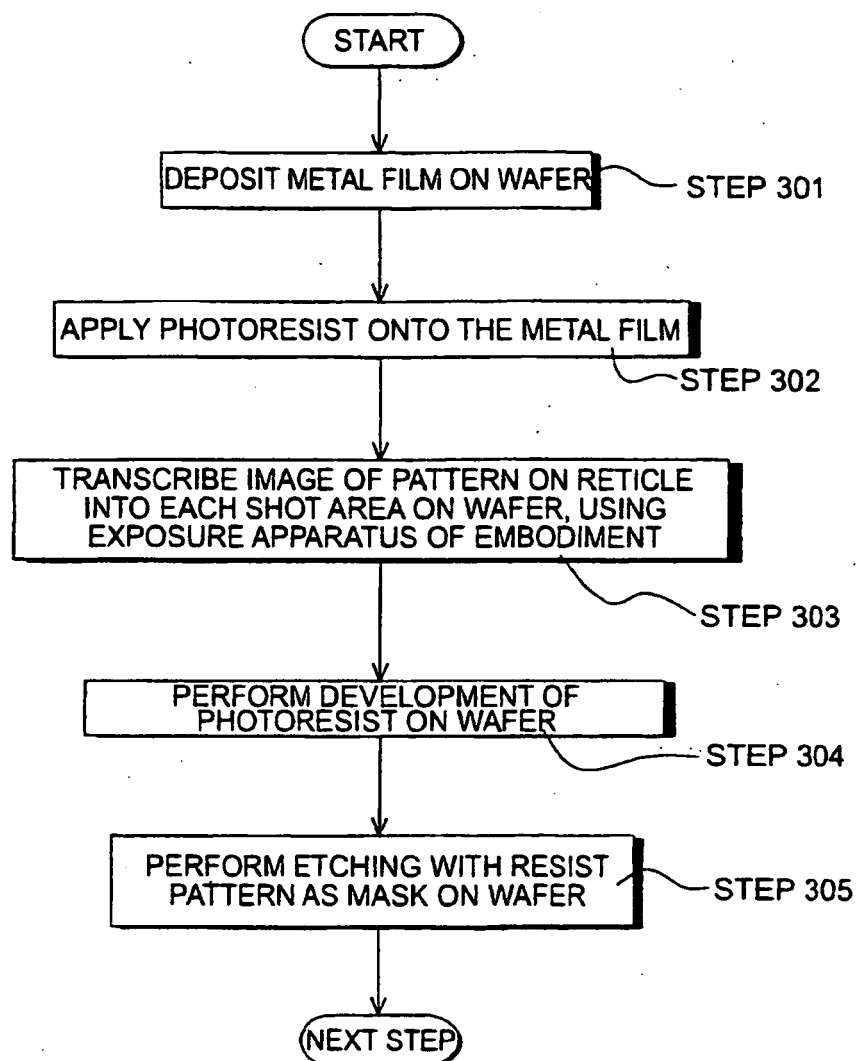 START
DEPOSIT METAL FILM ON WAFER
STEP 301
APPLY PHOTORESIST ONTO THE METAL FILM
STEP 302
TRANSCRIBE IMAGE OF PATTERN ON RETICLE
INTO EACH SHOT AREA ON WAFER, USING
EXPOSURE APPARATUS OF EMBODIMENT
STEP 303
PERFORM DEVELOPMENT OF
PHOTORESIST ON WAFER
STEP 304
PERFORM ETCHING WITH RESIST
PATTERN AS MASK ON WAFER
STEP 305
NEXT STEP